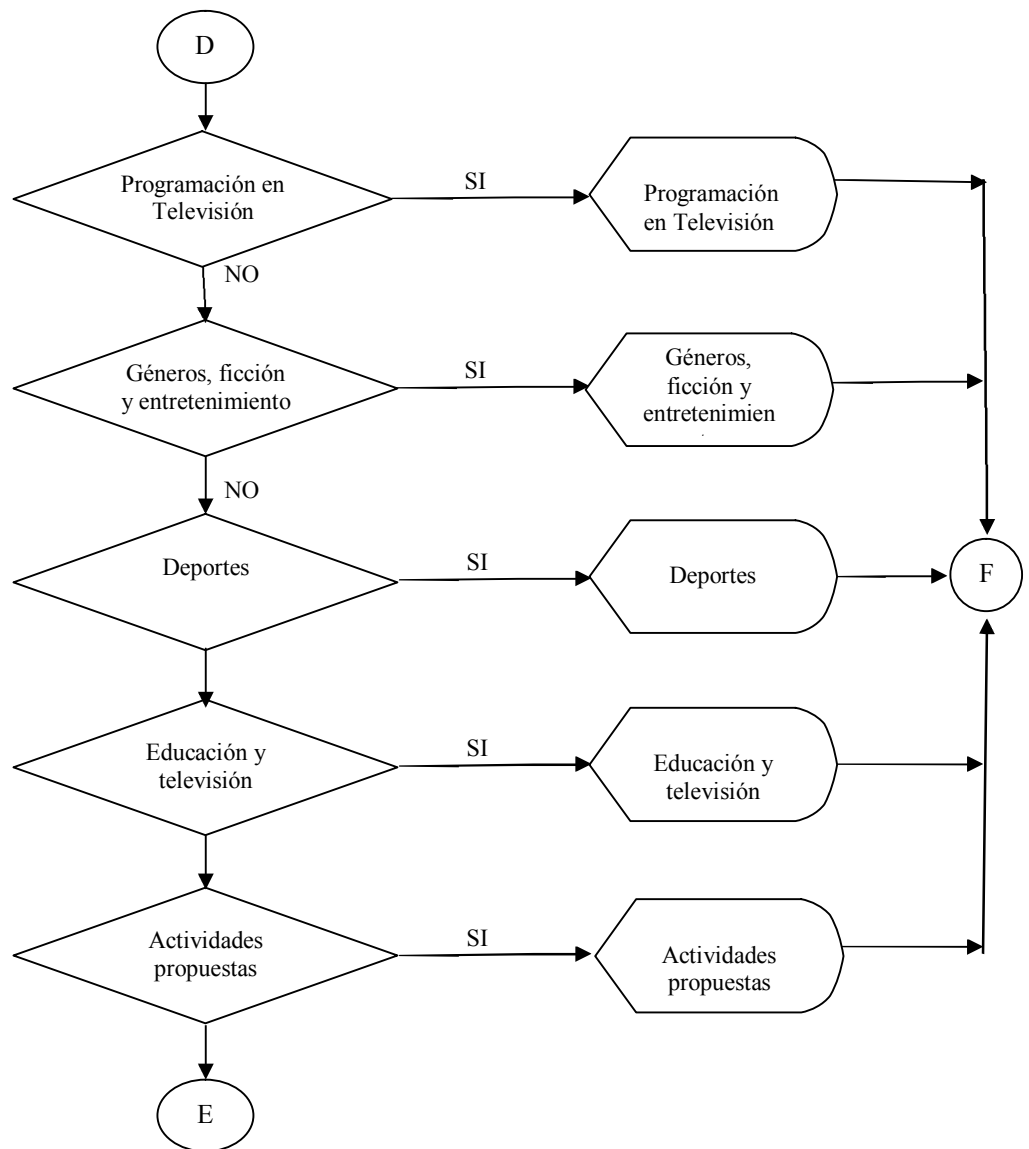 D
Programación en
Televisión
SI
Programación
en Televisión
NO
Géneros, ficción
y entretenimiento
SI
Géneros,
ficción y
entretenimien
NO
Deportes
SI
Deportes
F
Educación y
televisión
SI
Educación y
televisión
Actividades
propuestas
SI
Actividades
propuestas
E